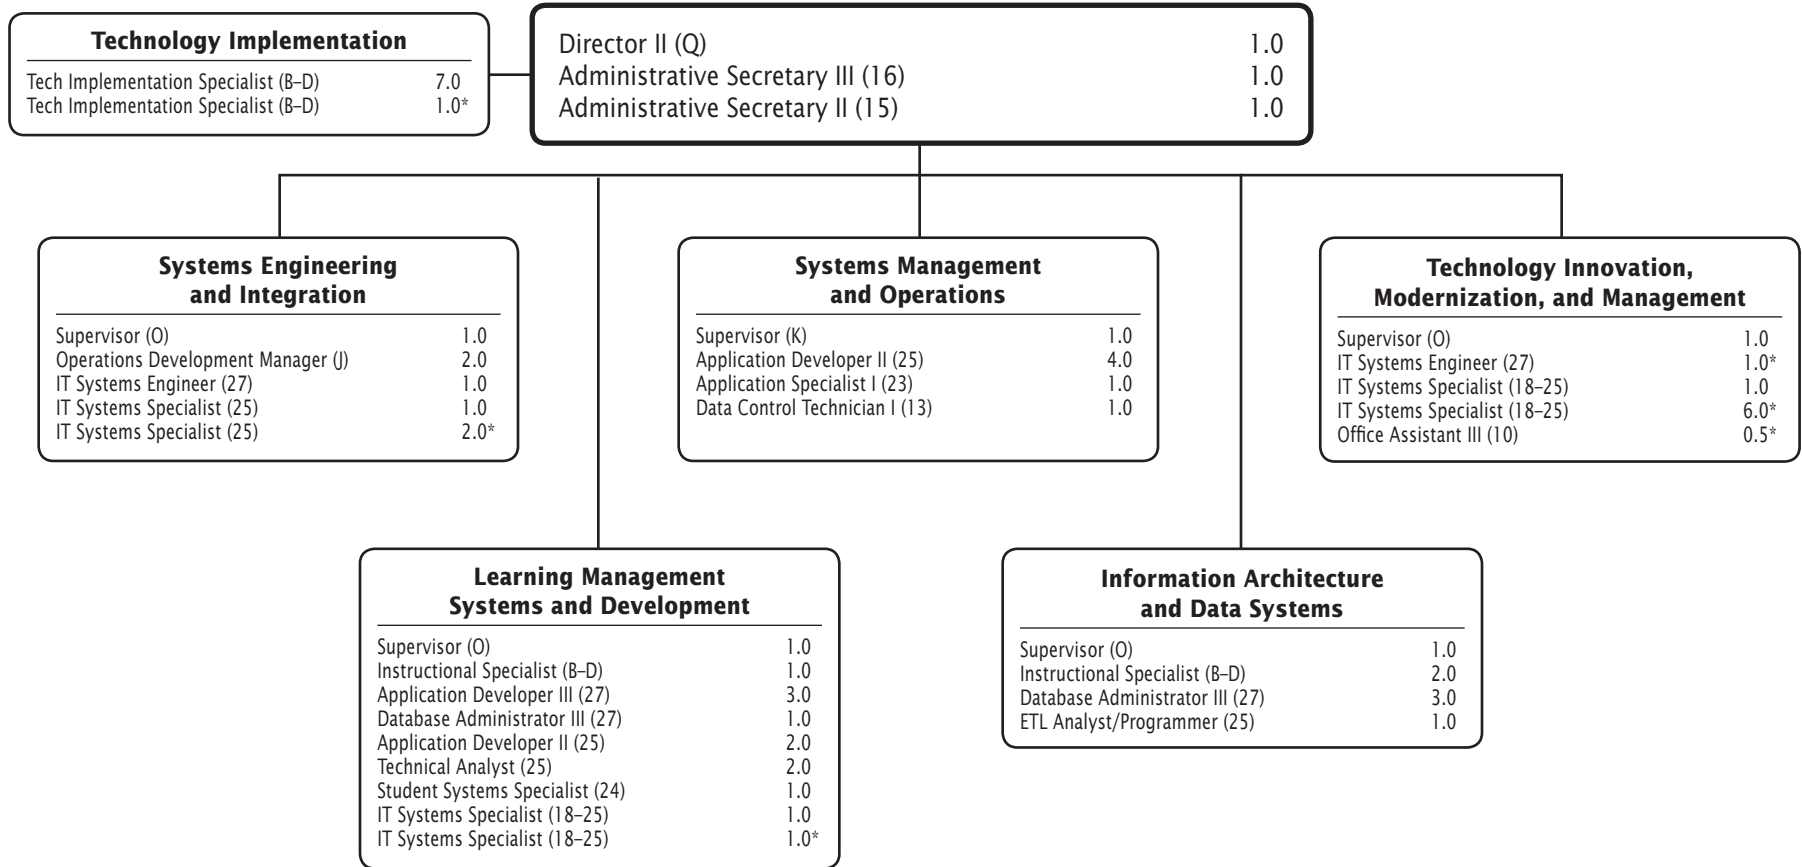 Technology Implementation
Tech Implementation Specialist (B–D) 7.0
Tech Implementation Specialist (B–D) 1.0*
Director II (Q) 1.0
Administrative Secretary III (16) 1.0
Administrative Secretary II (15) 1.0
Systems Engineering
and Integration
Supervisor (O) 1.0
Operations Development Manager (J) 2.0
IT Systems Engineer (27) 1.0
IT Systems Specialist (25) 1.0
IT Systems Specialist (25) 2.0*
Systems Management
and Operations
Supervisor (K) 1.0
Application Developer II (25) 4.0
Application Specialist I (23) 1.0
Data Control Technician I (13) 1.0
Technology Innovation,
Modernization, and Management
Supervisor (O) 1.0
IT Systems Engineer (27) 1.0*
IT Systems Specialist (18–25) 1.0
IT Systems Specialist (18–25) 6.0*
Office Assistant III (10) 0.5*
Learning Management
Systems and Development
Supervisor (O) 1.0
Instructional Specialist (B–D) 1.0
Application Developer III (27) 3.0
Database Administrator III (27) 1.0
Application Developer II (25) 2.0
Technical Analyst (25) 2.0
Student Systems Specialist (24) 1.0
IT Systems Specialist (18–25) 1.0
IT Systems Specialist (18–25) 1.0*
Information Architecture
and Data Systems
Supervisor (O) 1.0
Instructional Specialist (B–D) 2.0
Database Administrator III (27) 3.0
ETL Analyst/Programmer (25) 1.0